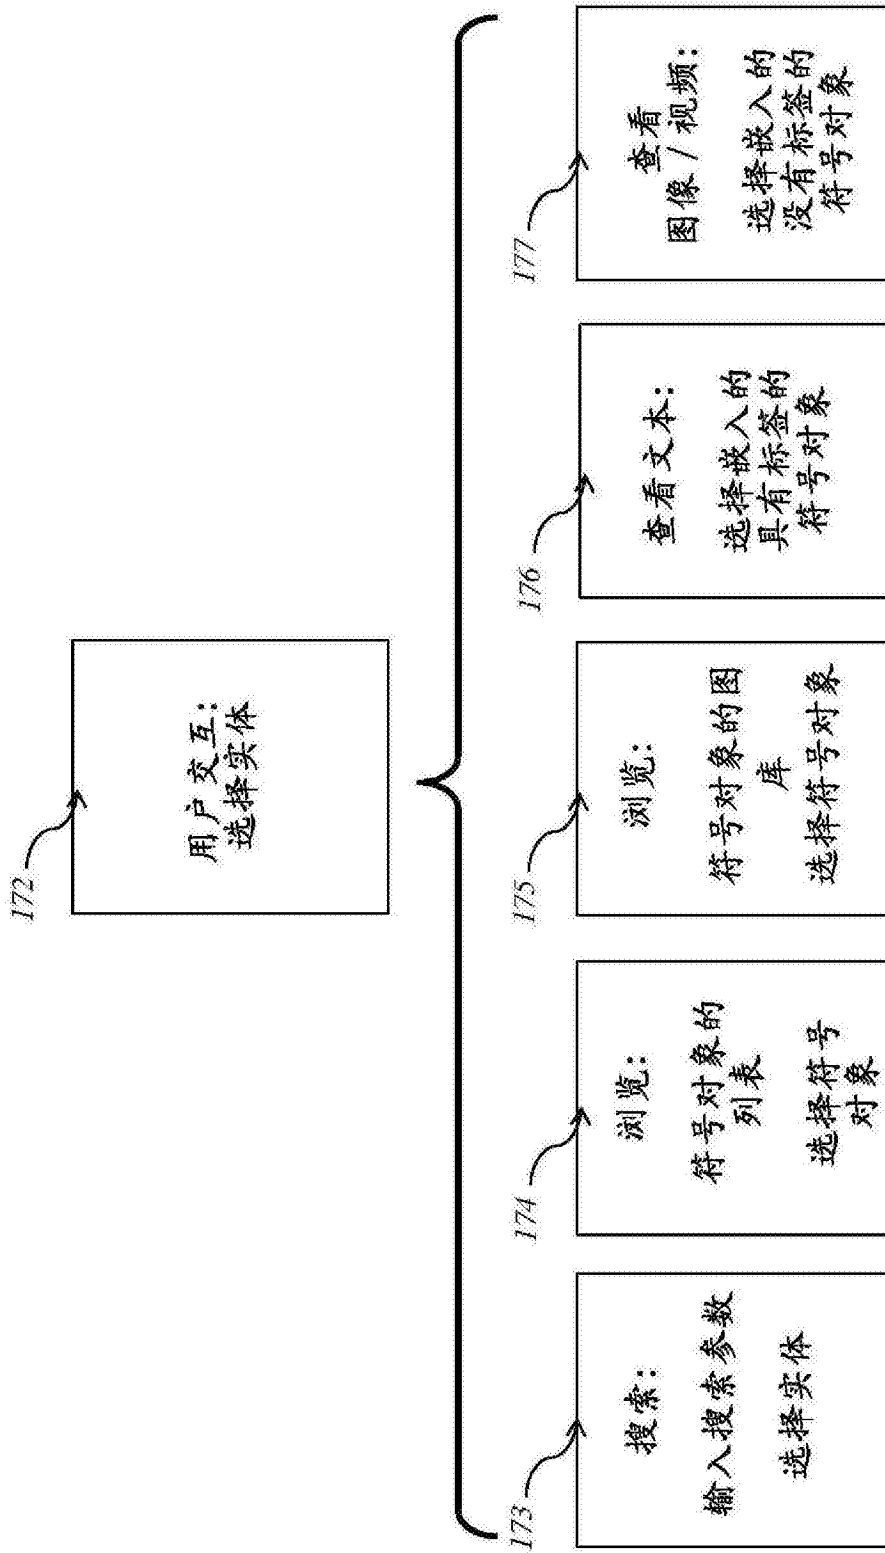 172
用户交互：
选择实体
173
搜索：
输入搜索参数
选择实体
174
浏览：
符号对象的
列表
选择符号
对象
175
浏览：
符号对象的图
库
选择符号对象
176
查看文本：
选择嵌入的
具有标签的
符号对象
177
查看
图像/视频：
选择嵌入的
没有标签的
符号对象